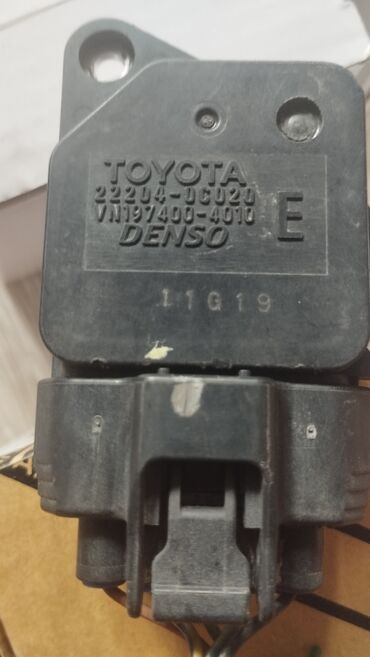 TOYOTA
22204-0C020
VN197400-4010
DENSO
E
11G19